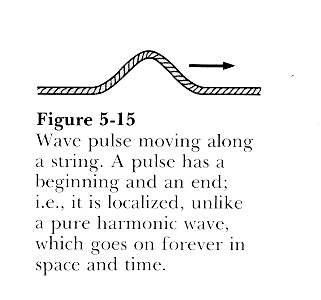 Figure 5-15
Wave pulse moving along
a string. A pulse has a
beginning and an end;
i.e., it is localized, unlike
a pure harmonic wave,
which goes on forever in
space and time.